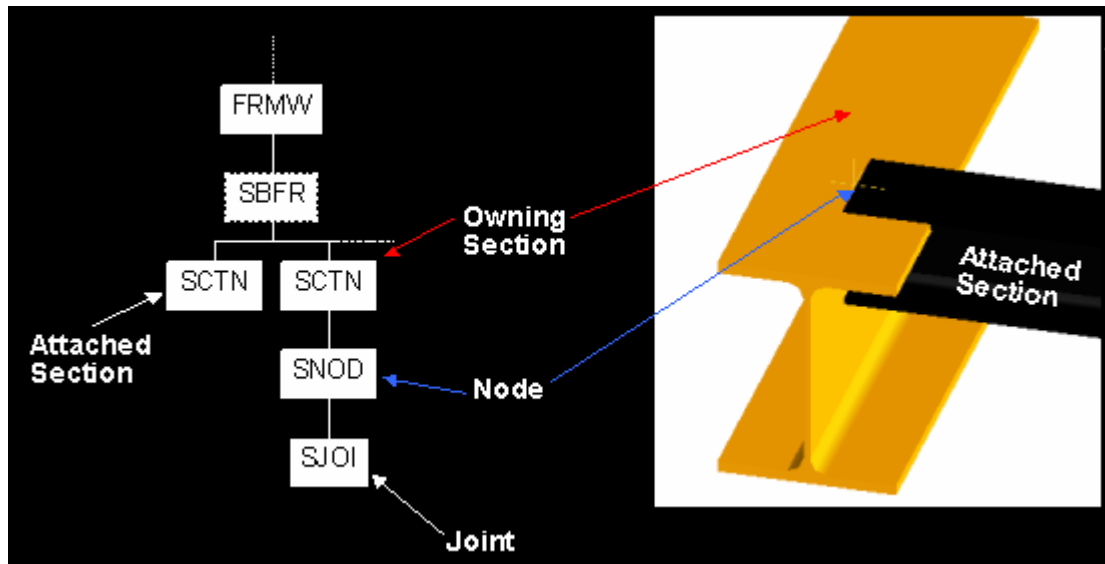 FRMW
SBFR
SCTN
SCTN
Owning
Section
Attached
Section
SNOD
Node
SJOI
Joint
Attached
Section